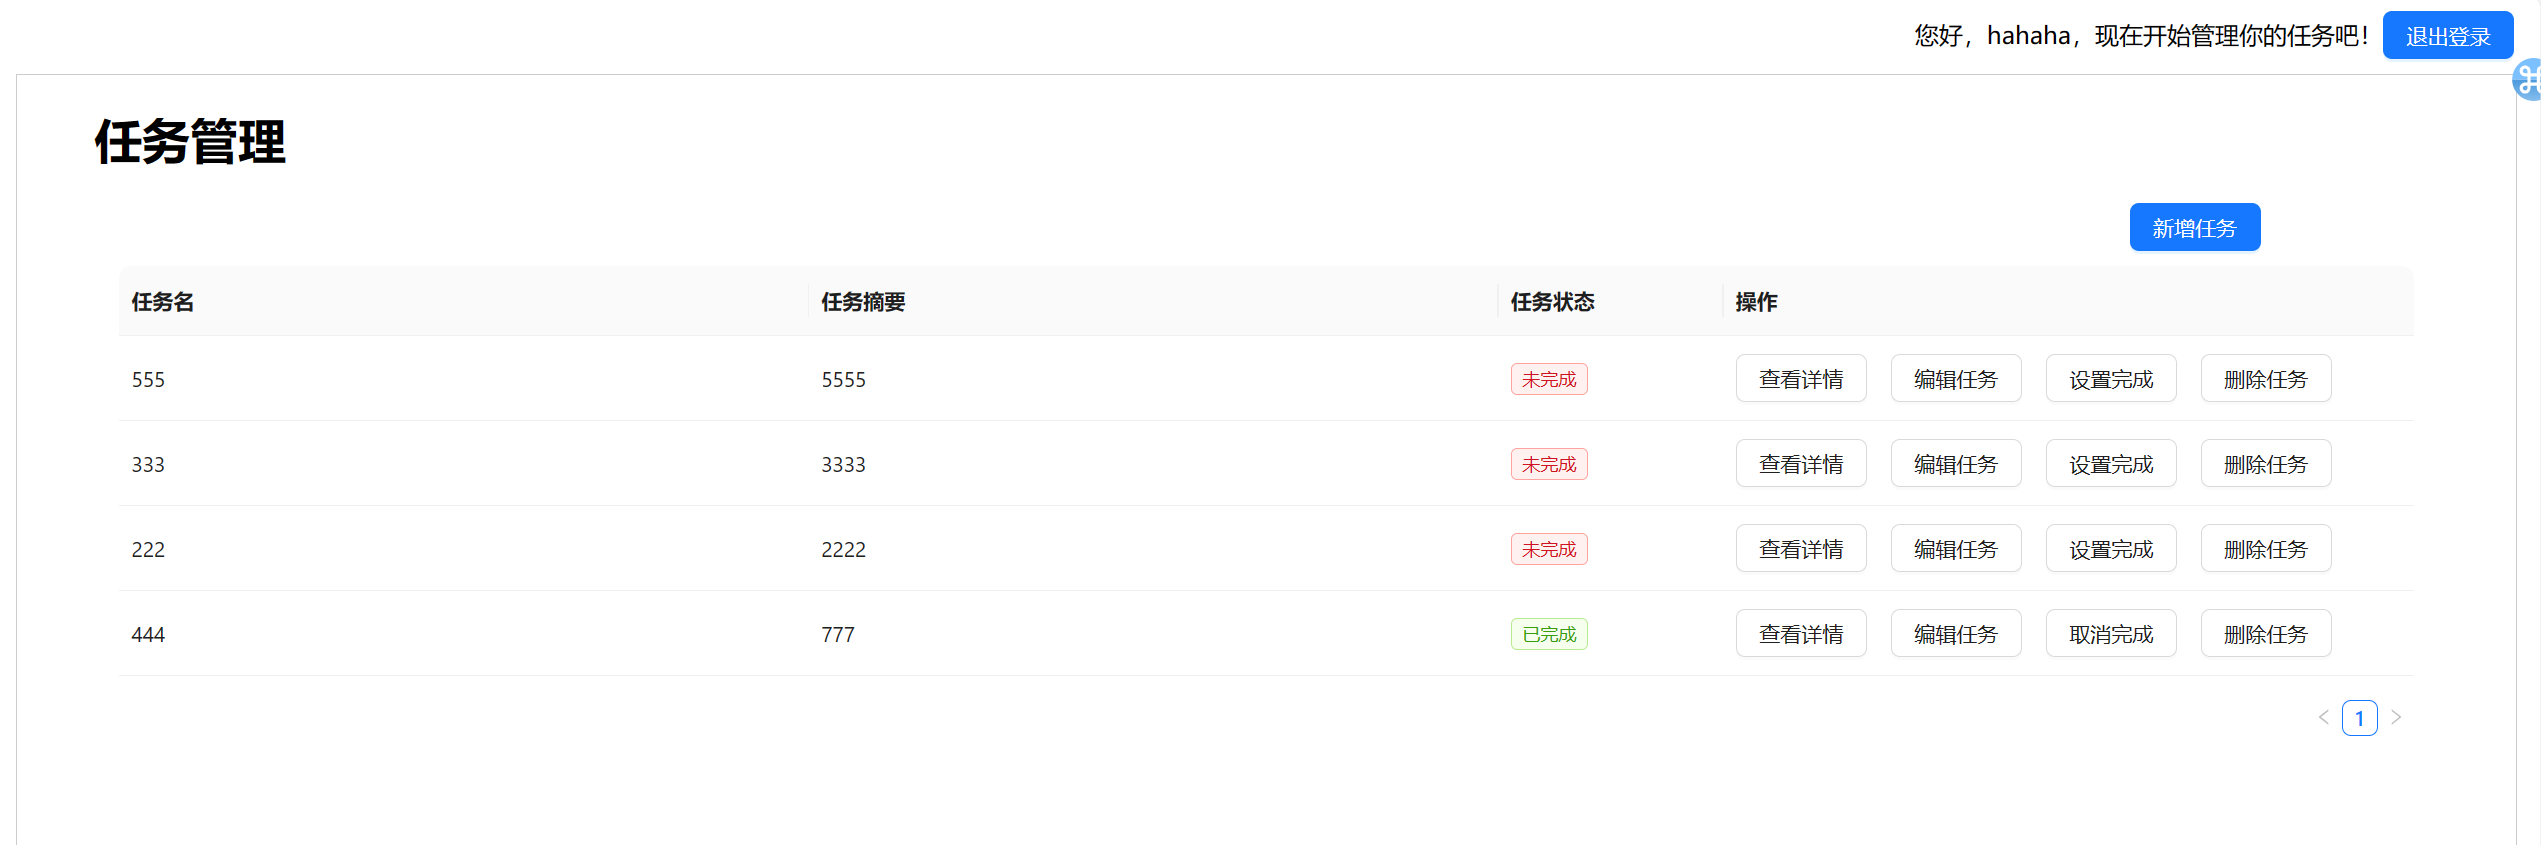 您好，hahaha，现在开始管理你的任务吧！ 退出登录
任务管理
新增任务
任务名 任务摘要 任务状态 操作
555 5555 未完成 查看详情 编辑任务 设置完成 删除任务
333 3333 未完成 查看详情 编辑任务 设置完成 删除任务
222 2222 未完成 查看详情 编辑任务 设置完成 删除任务
444 777 已完成 查看详情 编辑任务 取消完成 删除任务
< 1 >